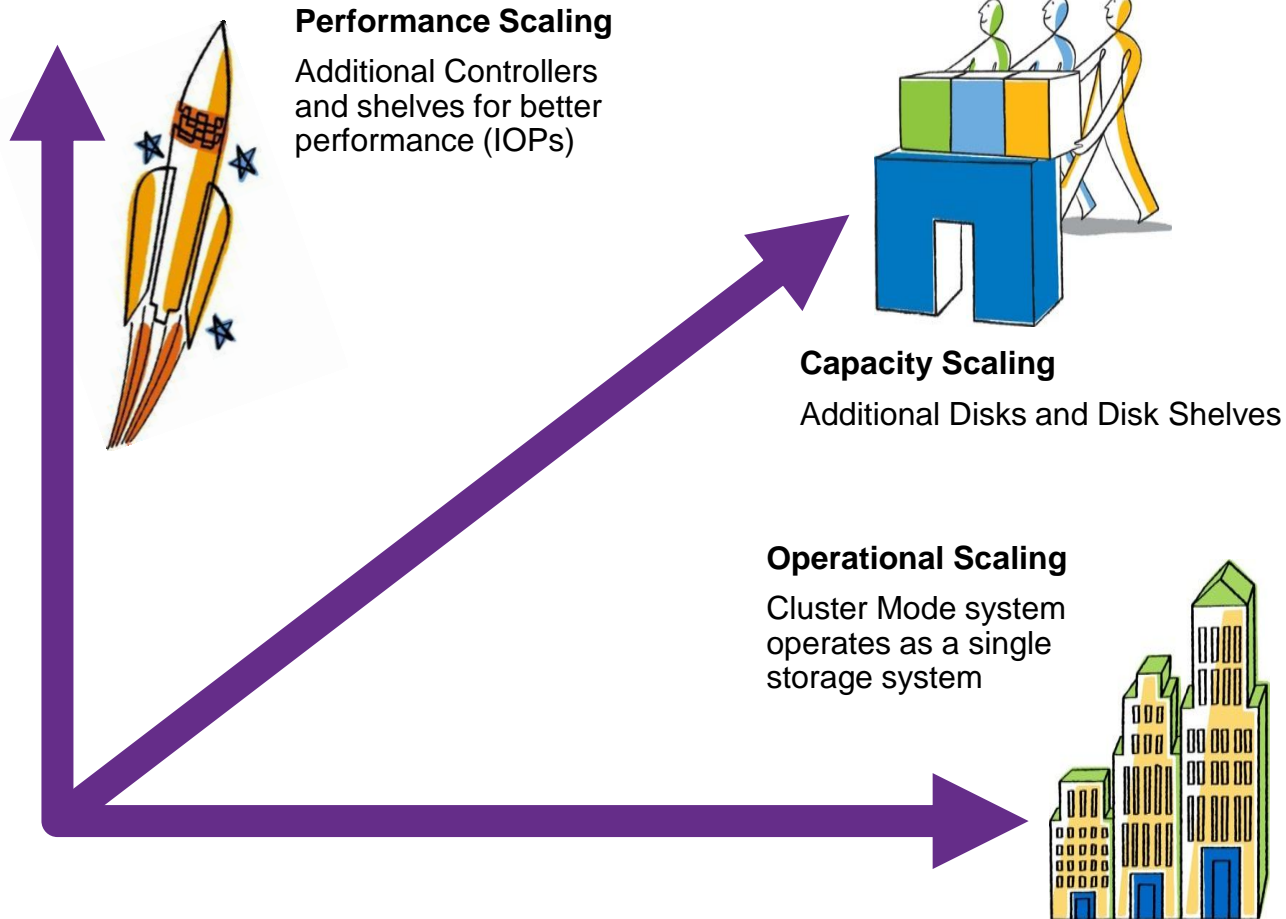 Performance Scaling
Additional Controllers
and shelves for better
performance (IOPs)
Capacity Scaling
Additional Disks and Disk Shelves
Operational Scaling
Cluster Mode system
operates as a single
storage system